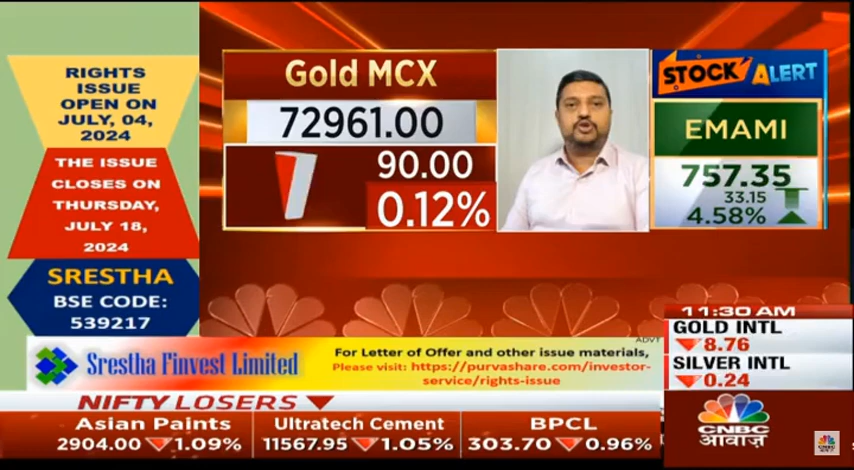 RIGHTS
ISSUE
OPEN ON
JULY, 04,
2024
THE ISSUE
CLOSES ON
THURSDAY,
JULY 18,
2024
SRESTHA
BSE CODE:
539217
Gold MCX
72961.00
90.00
0.12%
STOCK ALERT
EMAMI
757.35
33.15
4.58%
ADVT
Srestha Finvest Limited
For Letter of Offer and other issue materials,
Please visit: https://purvashare.com/investor-
service/rights-issue
11:30 AM
GOLD INTL
8.76
SILVER INTL
0.24
NIFTY LOSERS
Asian Paints
2904.00 1.09%
Ultratech Cement
11567.95 1.05%
BPCL
303.70 0.96%
CNBC
आवाज़